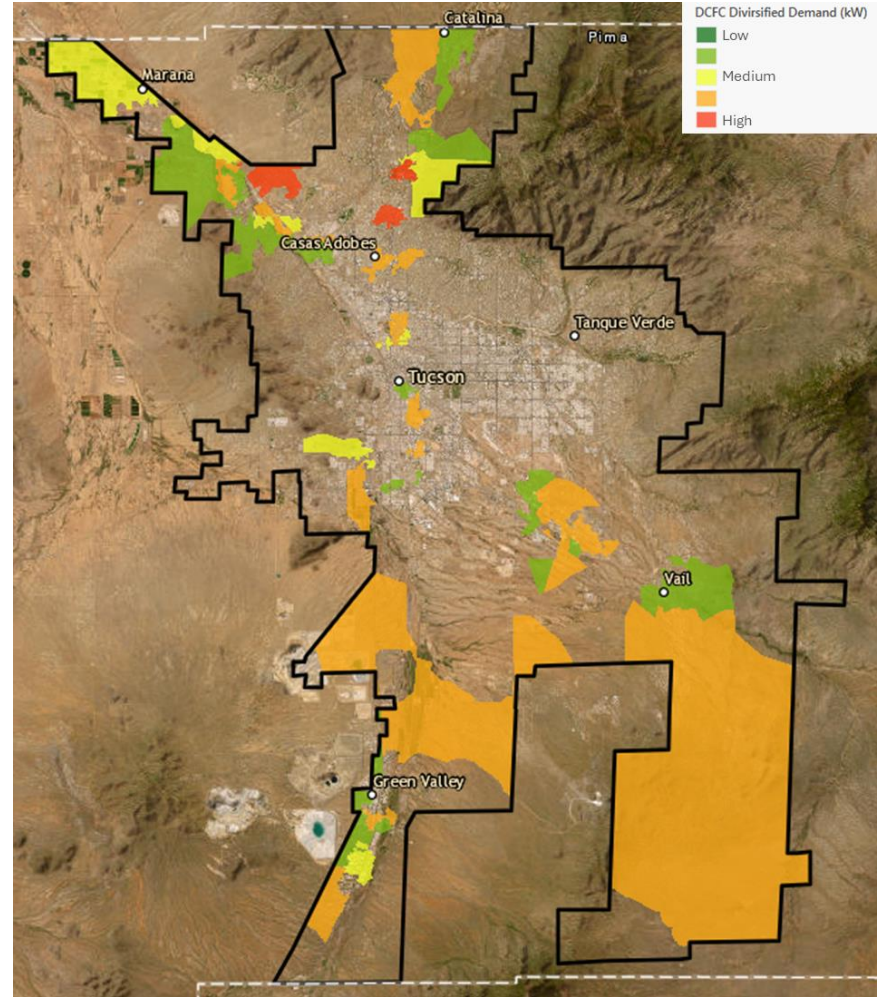 Catalina
Pima
DCFC Divirsified Demand (kW)
Low
Medium
High
Marana
Casas Adobes
Tanque Verde
Tucson
Vail
Green Valley